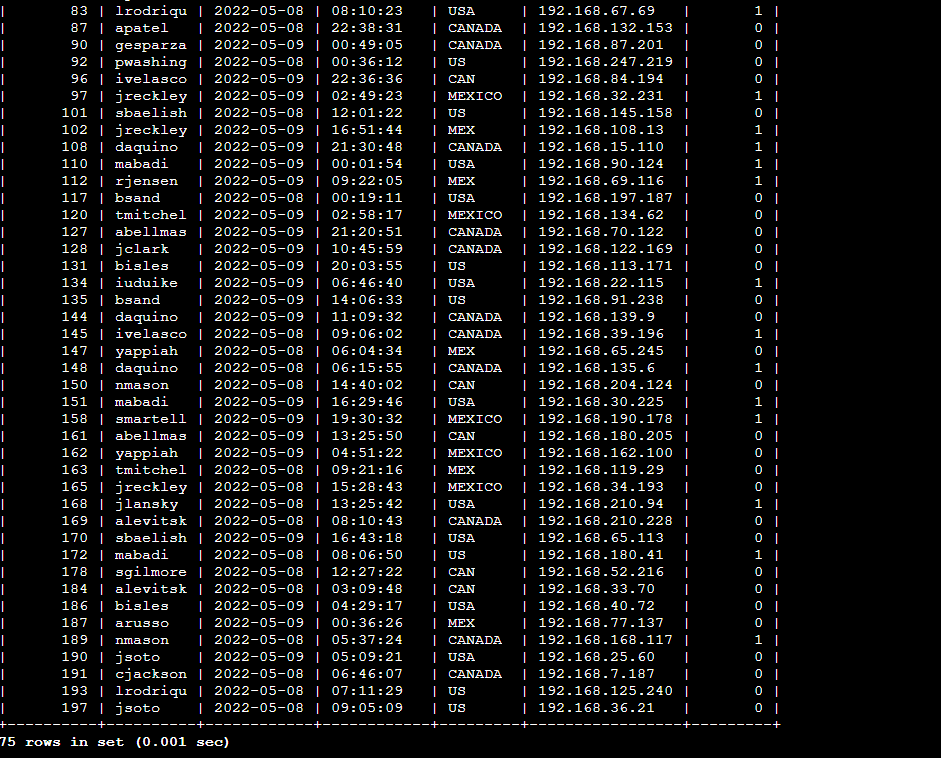 |       83 | lrodriqu | 2022-05-08 | 08:10:23   | USA     | 192.168.67.69   |       1 |
|       87 | apatel   | 2022-05-08 | 22:38:31   | CANADA  | 192.168.132.153 |       0 |
|       90 | gesparza | 2022-05-09 | 00:49:05   | CANADA  | 192.168.87.201  |       0 |
|       92 | pwashing | 2022-05-08 | 00:36:12   | US      | 192.168.247.219 |       0 |
|       96 | ivelasco | 2022-05-09 | 22:36:36   | CAN     | 192.168.84.194  |       0 |
|       97 | jreckley | 2022-05-09 | 02:49:23   | MEXICO  | 192.168.32.231  |       1 |
|      101 | sbaelish | 2022-05-09 | 12:01:22   | US      | 192.168.145.158 |       0 |
|      102 | jreckley | 2022-05-09 | 16:51:44   | MEX     | 192.168.108.13  |       1 |
|      108 | daquino  | 2022-05-09 | 21:30:48   | CANADA  | 192.168.15.110  |       1 |
|      110 | mabadi   | 2022-05-09 | 00:01:54   | USA     | 192.168.90.124  |       1 |
|      112 | rjensen  | 2022-05-09 | 09:22:05   | MEX     | 192.168.69.116  |       1 |
|      117 | bsand    | 2022-05-08 | 00:19:11   | USA     | 192.168.197.187 |       0 |
|      120 | tmitchel | 2022-05-09 | 02:58:17   | MEXICO  | 192.168.134.62  |       0 |
|      127 | abellmas | 2022-05-09 | 21:20:51   | CANADA  | 192.168.70.122  |       0 |
|      128 | jclark   | 2022-05-09 | 10:45:59   | CANADA  | 192.168.122.169 |       0 |
|      131 | bisles   | 2022-05-09 | 20:03:55   | US      | 192.168.113.171 |       0 |
|      134 | iuduike  | 2022-05-09 | 06:46:40   | USA     | 192.168.22.115  |       1 |
|      135 | bsand    | 2022-05-09 | 14:06:33   | US      | 192.168.91.238  |       0 |
|      144 | daquino  | 2022-05-09 | 11:09:32   | CANADA  | 192.168.139.9   |       0 |
|      145 | ivelasco | 2022-05-08 | 09:06:02   | CANADA  | 192.168.39.196  |       1 |
|      147 | yappiah  | 2022-05-08 | 06:04:34   | MEX     | 192.168.65.245  |       0 |
|      148 | daquino  | 2022-05-08 | 06:15:55   | CANADA  | 192.168.135.6   |       1 |
|      150 | nmason   | 2022-05-08 | 14:40:02   | CAN     | 192.168.204.124 |       0 |
|      151 | mabadi   | 2022-05-09 | 16:29:46   | USA     | 192.168.30.225  |       1 |
|      158 | smartell | 2022-05-08 | 19:30:32   | MEXICO  | 192.168.190.178 |       1 |
|      161 | abellmas | 2022-05-09 | 13:25:50   | CAN     | 192.168.180.205 |       0 |
|      162 | yappiah  | 2022-05-08 | 04:51:22   | MEXICO  | 192.168.162.100 |       0 |
|      163 | tmitchel | 2022-05-08 | 09:21:16   | MEX     | 192.168.119.29  |       0 |
|      165 | jreckley | 2022-05-08 | 15:28:43   | MEXICO  | 192.168.34.193  |       0 |
|      168 | jlansky  | 2022-05-08 | 13:25:42   | USA     | 192.168.210.94  |       1 |
|      169 | alevitsk | 2022-05-08 | 08:10:43   | CANADA  | 192.168.210.228 |       0 |
|      170 | sbaelish | 2022-05-09 | 16:43:18   | USA     | 192.168.65.113  |       0 |
|      172 | mabadi   | 2022-05-08 | 08:06:50   | US      | 192.168.180.41  |       1 |
|      178 | sgilmore | 2022-05-08 | 12:27:22   | CAN     | 192.168.52.216  |       0 |
|      184 | alevitsk | 2022-05-08 | 03:09:48   | CAN     | 192.168.33.70   |       0 |
|      186 | bisles   | 2022-05-09 | 04:29:17   | USA     | 192.168.40.72   |       0 |
|      187 | arusso   | 2022-05-09 | 00:36:26   | MEX     | 192.168.77.137  |       0 |
|      189 | nmason   | 2022-05-08 | 05:37:24   | CANADA  | 192.168.168.117 |       1 |
|      190 | jsoto    | 2022-05-09 | 05:09:21   | USA     | 192.168.25.60   |       0 |
|      191 | cjackson | 2022-05-08 | 06:46:07   | CANADA  | 192.168.7.187   |       0 |
|      193 | lrodriqu | 2022-05-08 | 07:11:29   | US      | 192.168.125.240 |       0 |
|      197 | jsoto    | 2022-05-08 | 09:05:09   | US      | 192.168.36.21   |       0 |
+----------+----------+------------+------------+---------+-----------------+---------+
75 rows in set (0.001 sec)